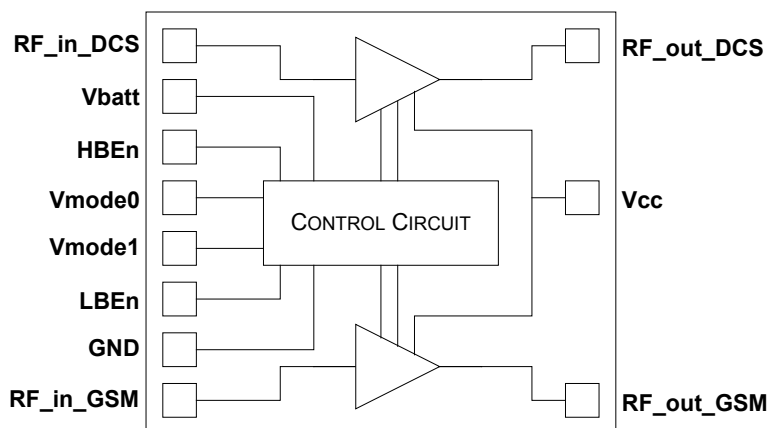 RF_in_DCS
Vbatt
HBEn
Vmode0
Vmode1
LBEn
GND
RF_in_GSM
CONTROL CIRCUIT
RF_out_DCS
Vcc
RF_out_GSM